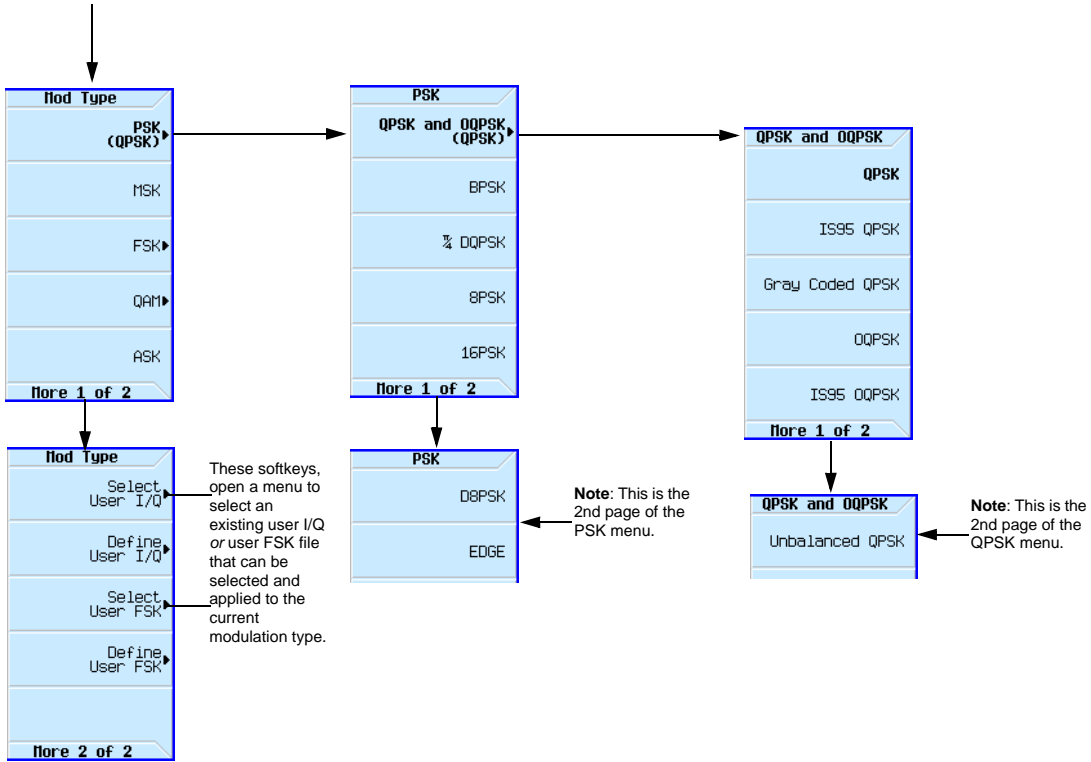 Mod Type
PSK
(QPSK)
MSK
FSK
QAM
ASK
More 1 of 2
PSK
QPSK and OQPSK
(QPSK)
BPSK
π/4 DQPSK
8PSK
16PSK
More 1 of 2
QPSK and OQPSK
QPSK
IS95 QPSK
Gray Coded QPSK
OQPSK
IS95 OQPSK
More 1 of 2
Mod Type
Select
User I/Q
Define
User I/Q
Select
User FSK
Define
User FSK
More 2 of 2
These softkeys,
open a menu to
select an
existing user I/Q
or user FSK file
that can be
selected and
applied to the
current
modulation type.
PSK
D8PSK
EDGE
Note: This is the
2nd page of the
PSK menu.
QPSK and OQPSK
Unbalanced QPSK
Note: This is the
2nd page of the
QPSK menu.